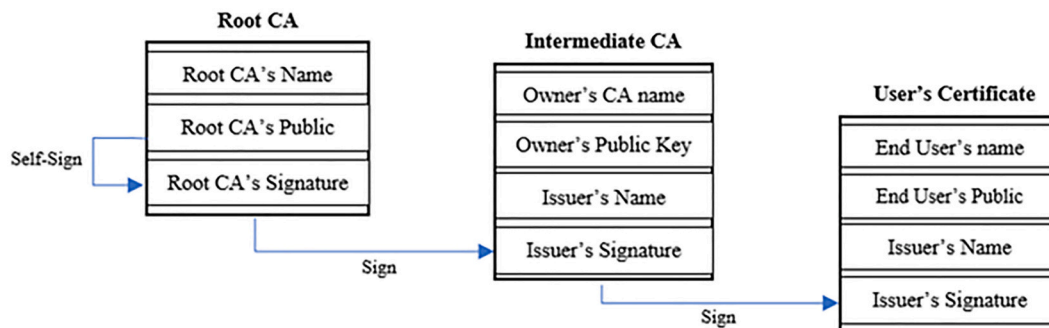 Root CA
Root CA's Name
Root CA's Public
Root CA's Signature
Self-Sign
Sign
Intermediate CA
Owner's CA name
Owner's Public Key
Issuer's Name
Issuer's Signature
Sign
User's Certificate
End User's name
End User's Public
Issuer's Name
Issuer's Signature